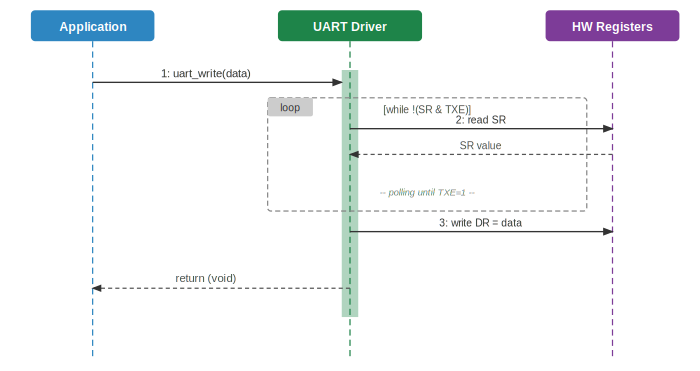 Application
UART Driver
HW Registers
1: uart_write(data)
loop
[while !(SR & TXE)]
2: read SR
SR value
-- polling until TXE=1 --
3: write DR = data
return (void)